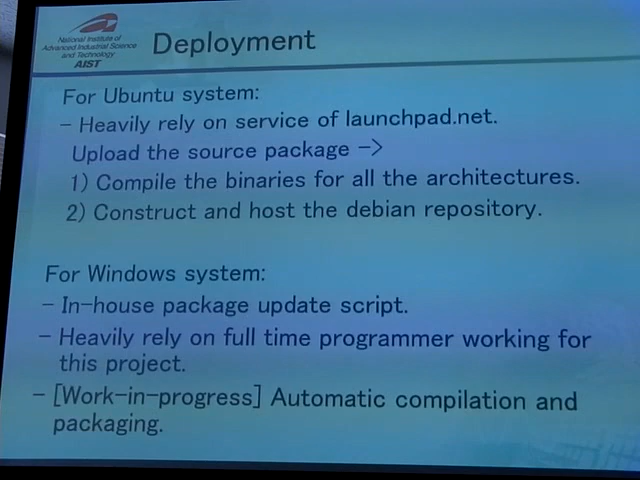 National Institute of
Advanced Industrial Science
and Technology
AIST
Deployment
For Ubuntu system:
- Heavily rely on service of launchpad.net.
Upload the source package ->
1) Compile the binaries for all the architectures.
2) Construct and host the debian repository.
For Windows system:
- In-house package update script.
- Heavily rely on full time programmer working for
this project.
- [Work-in-progress] Automatic compilation and
packaging.